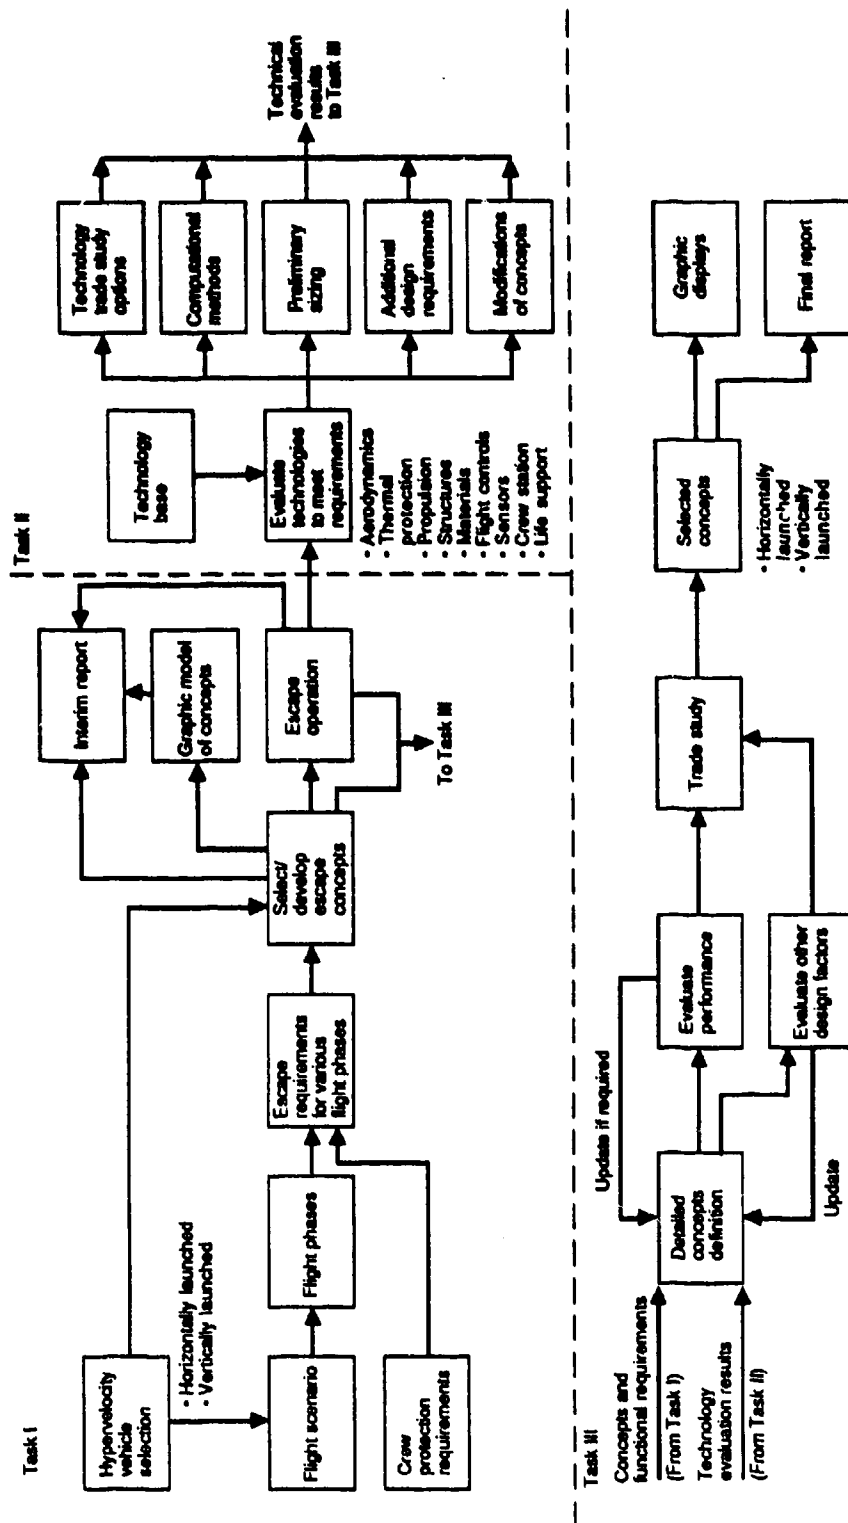 Task I
Hypervelocity
vehicle
selection
• Horizontally launched
• Vertically launched
Flight scenario
Flight phases
Crew
protection
requirements
Escape
requirements
for various
flight phases
Select/
develop
escape
concepts
Interim report
Graphic model
of concepts
Escape
operation
To Task III
Task II
Technology
base
Evaluate
technologies
to meet
requirements
• Aerodynamics
• Thermal
protection
• Propulsion
• Structures
• Materials
• Flight controls
• Sensors
• Crew station
• Life support
Technology
trade study
options
Computational
methods
Preliminary
sizing
Additional
design
requirements
Modifications
of concepts
Technical
evaluation
results
to Task III
Task III
Concepts and
functional requirements
(From Task I)
Technology
evaluation results
(From Task II)
Detailed
concepts
definition
Update if required
Update
Evaluate
performance
Evaluate other
design factors
Trade study
Selected
concepts
• Horizontally
launched
• Vertically
launched
Graphic
displays
Final report